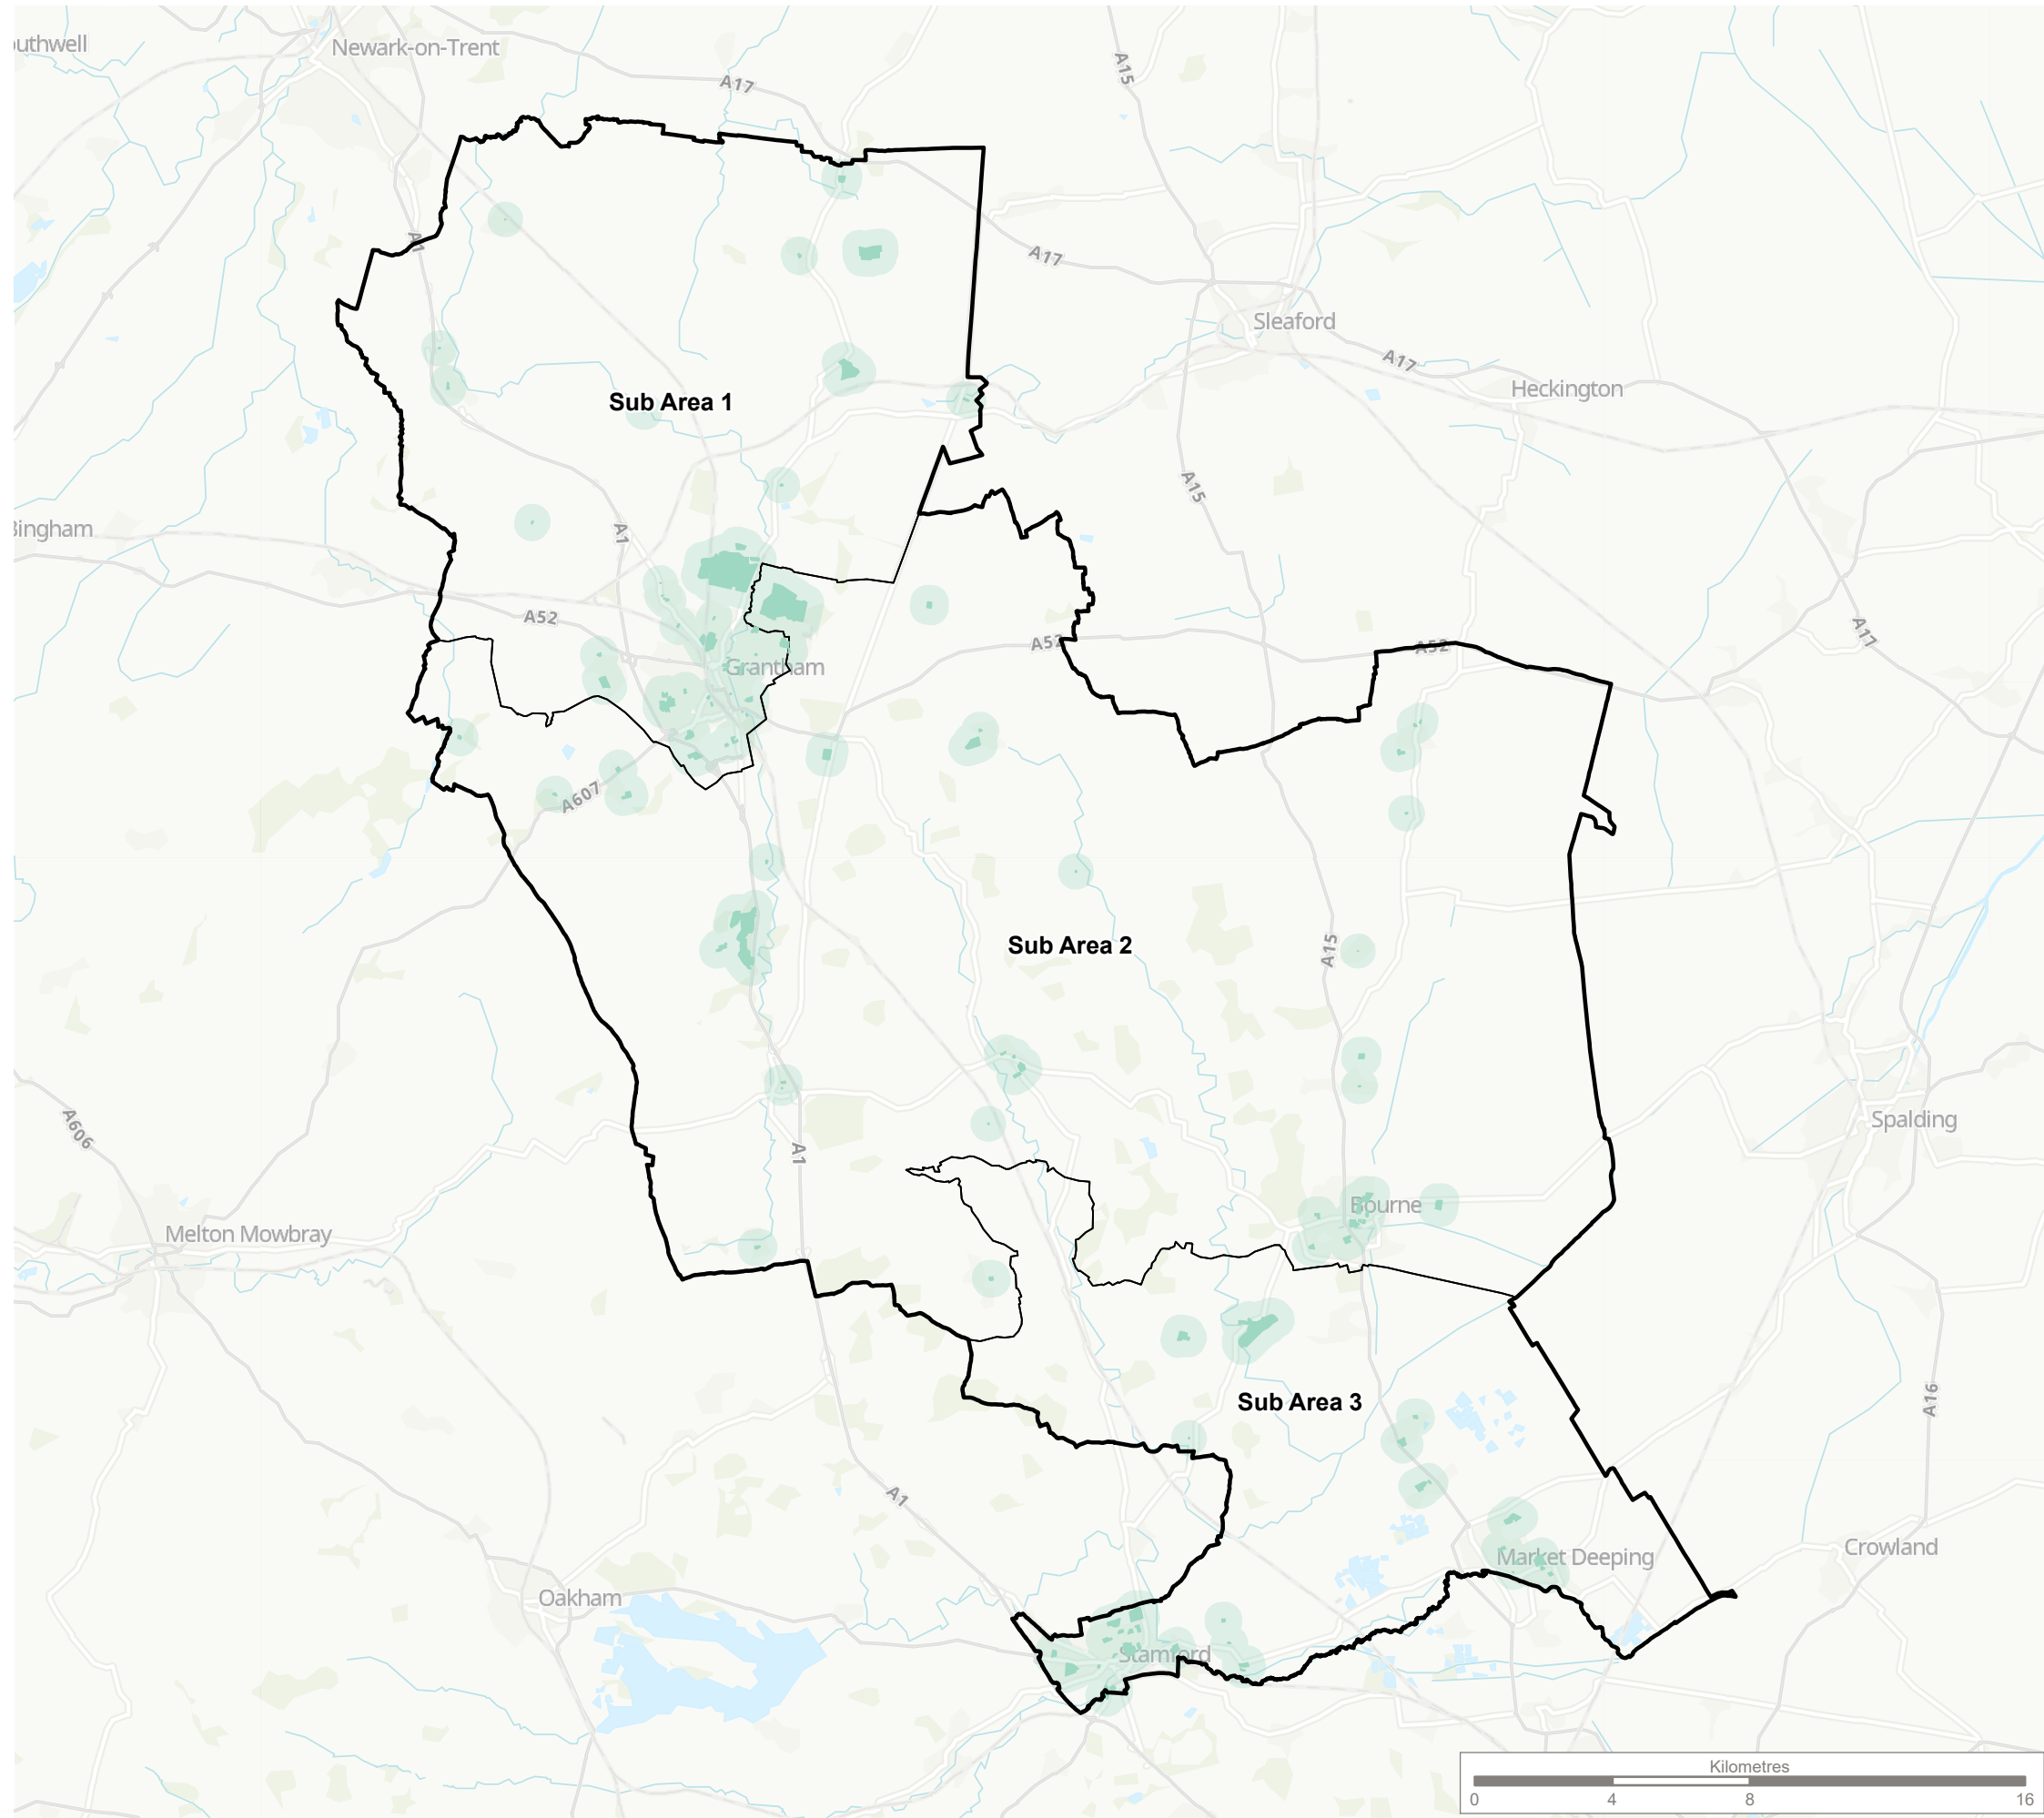 outhwell
Newark-on-Trent
A17
A15
A1
A17
Sleaford
A17
Heckington
Sub Area 1
A15
Bingham
A1
A52
A52
A52
A17
Grantham
A607
Sub Area 2
A15
A606
A1
Spalding
Bourne
Melton Mowbray
Sub Area 3
A16
A1
Market Deeping
Crowland
Oakham
Stamford
Kilometres
0 4 8 16